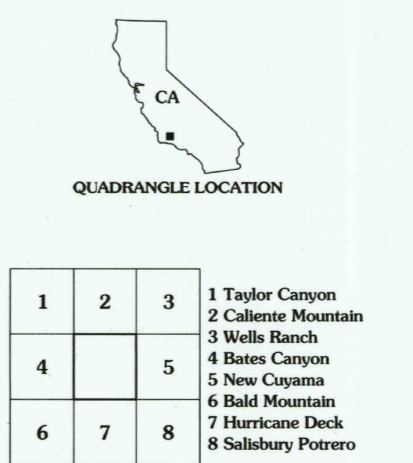 CA
QUADRANGLE LOCATION
1 2 3
4 5
6 7 8
1 Taylor Canyon
2 Caliente Mountain
3 Wells Ranch
4 Bates Canyon
5 New Cuyama
6 Bald Mountain
7 Hurricane Deck
8 Salisbury Potrero